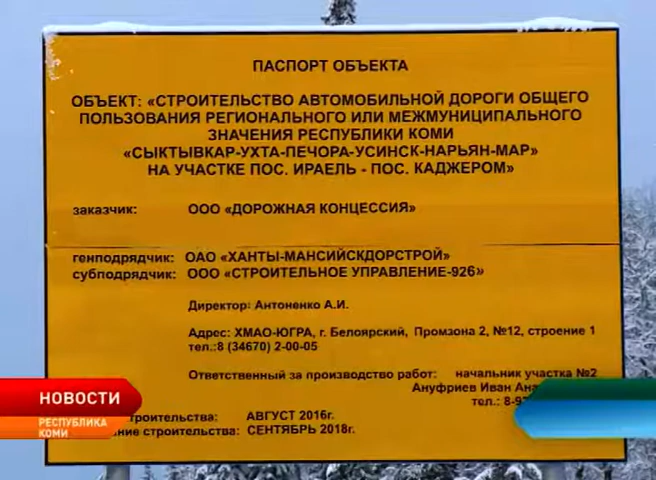 ПАСПОРТ ОБЪЕКТА
ОБЪЕКТ: «СТРОИТЕЛЬСТВО АВТОМОБИЛЬНОЙ ДОРОГИ ОБЩЕГО
ПОЛЬЗОВАНИЯ РЕГИОНАЛЬНОГО ИЛИ МЕЖМУНИЦИПАЛЬНОГО
ЗНАЧЕНИЯ РЕСПУБЛИКИ КОМИ
«СЫКТЫВКАР-УХТА-ПЕЧОРА-УСИНСК-НАРЬЯН-МАР»
НА УЧАСТКЕ ПОС. ИРАЕЛЬ - ПОС. КАДЖЕРОМ»
заказчик: ООО «ДОРОЖНАЯ КОНЦЕССИЯ»
генподрядчик: ОАО «ХАНТЫ-МАНСИЙСКДОРСТРОЙ»
субподрядчик: ООО «СТРОИТЕЛЬНОЕ УПРАВЛЕНИЕ-926»
Директор: Антоненко А.И.
Адрес: ХМАО-ЮГРА, г. Белоярский, Промзона 2, №12, строение 1
тел.:8 (34670) 2-00-05
Ответственный за производство работ: начальник участка №2
Ануфриев Иван
тел.:
НОВОСТИ
РЕСПУБЛИКА
КОМИ
строительства: АВГУСТ 2016г.
строительства: СЕНТЯБРЬ 2018г.